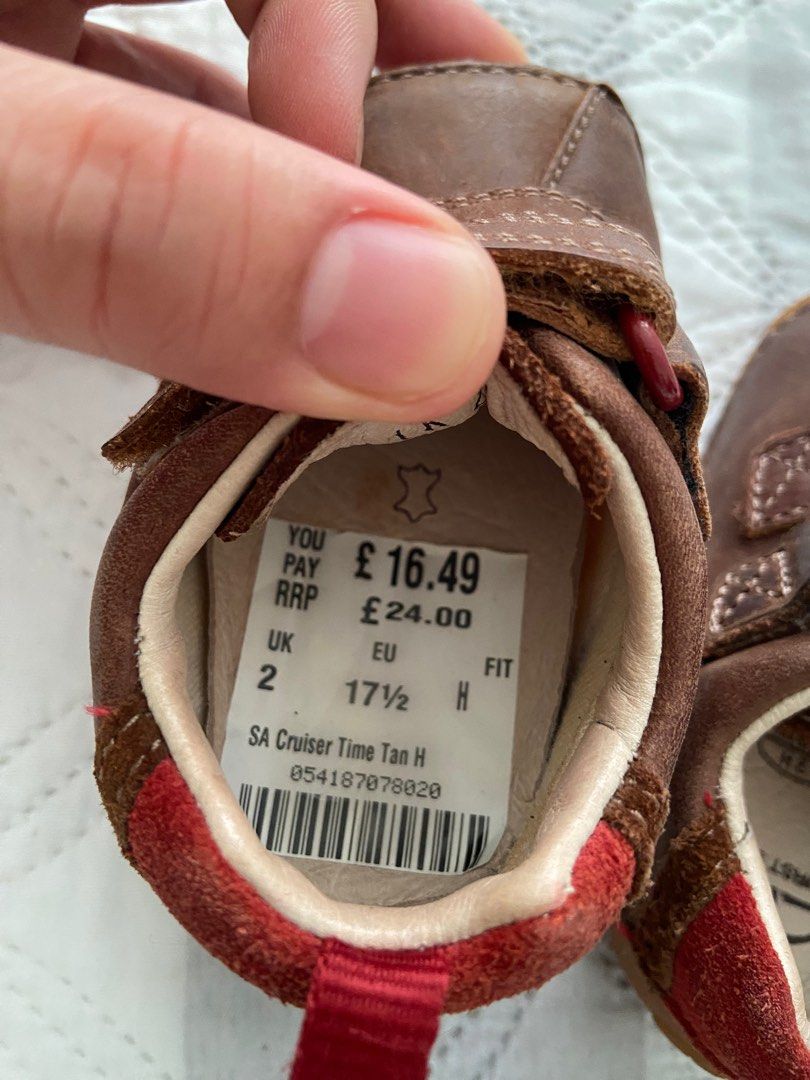 YOU
PAY £ 16.49
RRP £ 24.00
UK EU FIT
2 17½ H
SA Cruiser Time Tan H
054187078020